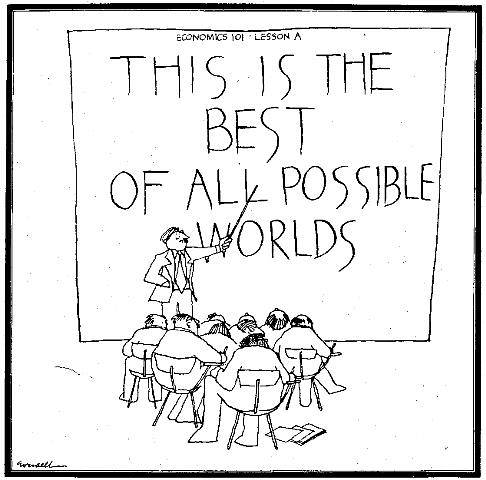 ECONOMICS 101 · LESSON A
THIS IS THE
BEST
OF ALL POSSIBLE
WORLDS